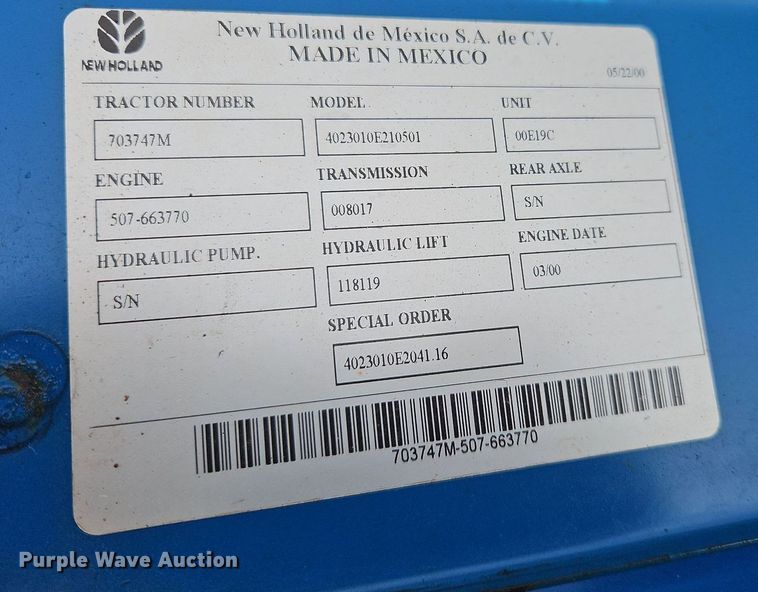 New Holland de México S.A. de C.V.
MADE IN MEXICO
NEW HOLLAND
05/22/00
TRACTOR NUMBER MODEL UNIT
703747M 4023010E210501 00E19C
ENGINE TRANSMISSION REAR AXLE
507-663770 008017 S/N
HYDRAULIC PUMP. HYDRAULIC LIFT ENGINE DATE
S/N 118119 03/00
SPECIAL ORDER
4023010E2041.16
703747M-507-663770
Purple Wave Auction